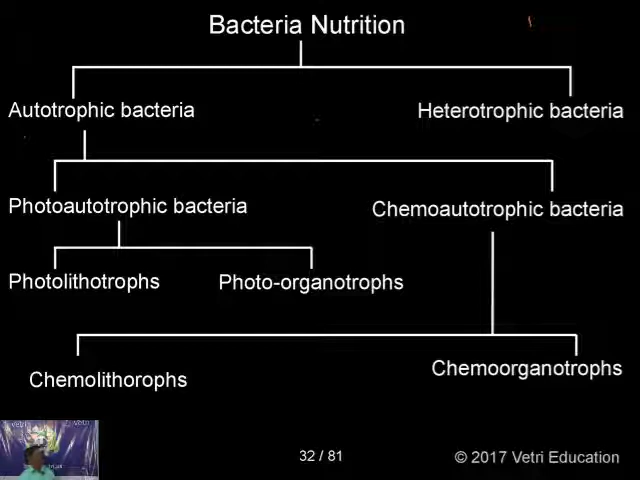 Bacteria Nutrition
Autotrophic bacteria
Heterotrophic bacteria
Photoautotrophic bacteria
Chemoautotrophic bacteria
Photolithotrophs
Photo-organotrophs
Chemoorganotrophs
Chemolithorophs
Vetri
32 / 81
© 2017 Vetri Education